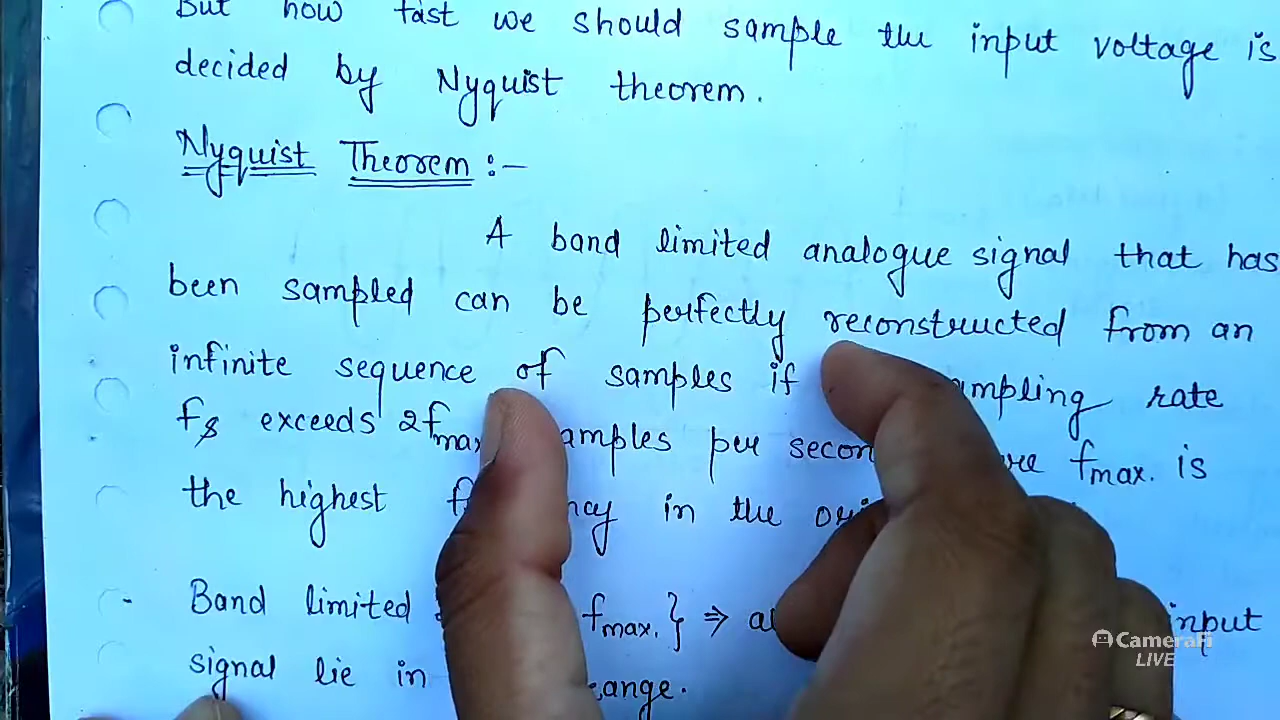 But how fast we should sample the input voltage is
decided by Nyquist theorem.
Nyquist Theorem :-
A band limited analogue signal that has
been sampled can be perfectly reconstructed from an
infinite sequence of samples if ampling rate
fs exceeds 2fmax amples per secon fmax. is
the highest in the
- Band limited fmax. } ⇒ input
signal lie in range.
CameraFi
LIVE